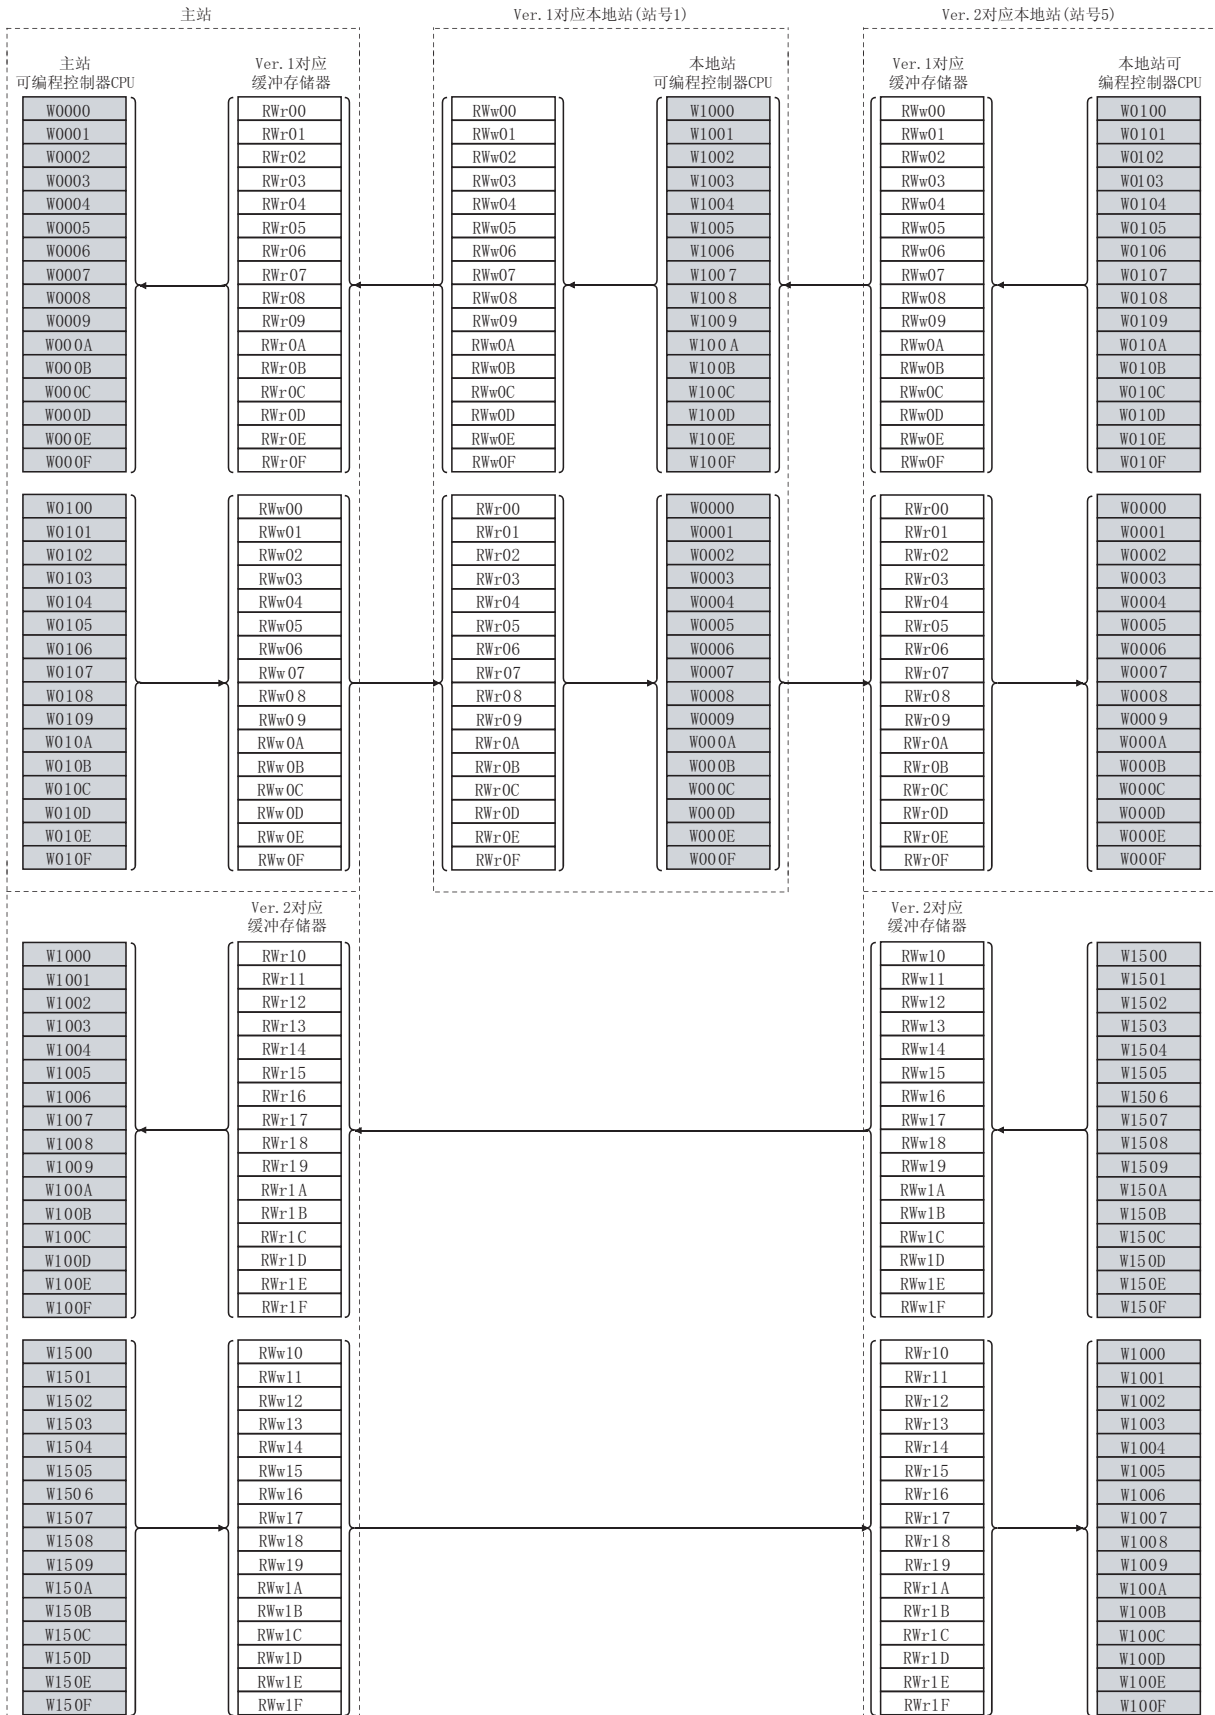 主站 Ver.1对应本地站(站号1) Ver.2对应本地站(站号5)
主站 Ver.1对应 本地站 Ver.1对应 本地站可
可编程控制器CPU 缓冲存储器 可编程控制器CPU 缓冲存储器 编程控制器CPU
W0000 RWr00 RWw00 W1000 RWw00 W0100
W0001 RWr01 RWw01 W1001 RWw01 W0101
W0002 RWr02 RWw02 W1002 RWw02 W0102
W0003 RWr03 RWw03 W1003 RWw03 W0103
W0004 RWr04 RWw04 W1004 RWw04 W0104
W0005 RWr05 RWw05 W1005 RWw05 W0105
W0006 RWr06 RWw06 W1006 RWw06 W0106
W0007 RWr07 RWw07 W1007 RWw07 W0107
W0008 RWr08 RWw08 W1008 RWw08 W0108
W0009 RWr09 RWw09 W1009 RWw09 W0109
W000A RWr0A RWw0A W100A RWw0A W010A
W000B RWr0B RWw0B W100B RWw0B W010B
W000C RWr0C RWw0C W100C RWw0C W010C
W000D RWr0D RWw0D W100D RWw0D W010D
W000E RWr0E RWw0E W100E RWw0E W010E
W000F RWr0F RWw0F W100F RWw0F W010F
W0100 RWw00 RWr00 W0000 RWr00 W0000
W0101 RWw01 RWr01 W0001 RWr01 W0001
W0102 RWw02 RWr02 W0002 RWr02 W0002
W0103 RWw03 RWr03 W0003 RWr03 W0003
W0104 RWw04 RWr04 W0004 RWr04 W0004
W0105 RWw05 RWr05 W0005 RWr05 W0005
W0106 RWw06 RWr06 W0006 RWr06 W0006
W0107 RWw07 RWr07 W0007 RWr07 W0007
W0108 RWw08 RWr08 W0008 RWr08 W0008
W0109 RWw09 RWr09 W0009 RWr09 W0009
W010A RWw0A RWr0A W000A RWr0A W000A
W010B RWw0B RWr0B W000B RWr0B W000B
W010C RWw0C RWr0C W000C RWr0C W000C
W010D RWw0D RWr0D W000D RWr0D W000D
W010E RWw0E RWr0E W000E RWr0E W000E
W010F RWw0F RWr0F W000F RWr0F W000F
Ver.2对应 Ver.2对应
缓冲存储器 缓冲存储器
W1000 RWr10 RWw10 W1500
W1001 RWr11 RWw11 W1501
W1002 RWr12 RWw12 W1502
W1003 RWr13 RWw13 W1503
W1004 RWr14 RWw14 W1504
W1005 RWr15 RWw15 W1505
W1006 RWr16 RWw16 W1506
W1007 RWr17 RWw17 W1507
W1008 RWr18 RWw18 W1508
W1009 RWr19 RWw19 W1509
W100A RWr1A RWw1A W150A
W100B RWr1B RWw1B W150B
W100C RWr1C RWw1C W150C
W100D RWr1D RWw1D W150D
W100E RWr1E RWw1E W150E
W100F RWr1F RWw1F W150F
W1500 RWw10 RWr10 W1000
W1501 RWw11 RWr11 W1001
W1502 RWw12 RWr12 W1002
W1503 RWw13 RWr13 W1003
W1504 RWw14 RWr14 W1004
W1505 RWw15 RWr15 W1005
W1506 RWw16 RWr16 W1006
W1507 RWw17 RWr17 W1007
W1508 RWw18 RWr18 W1008
W1509 RWw19 RWr19 W1009
W150A RWw1A RWr1A W100A
W150B RWw1B RWr1B W100B
W150C RWw1C RWr1C W100C
W150D RWw1D RWr1D W100D
W150E RWw1E RWr1E W100E
W150F RWw1F RWr1F W100F